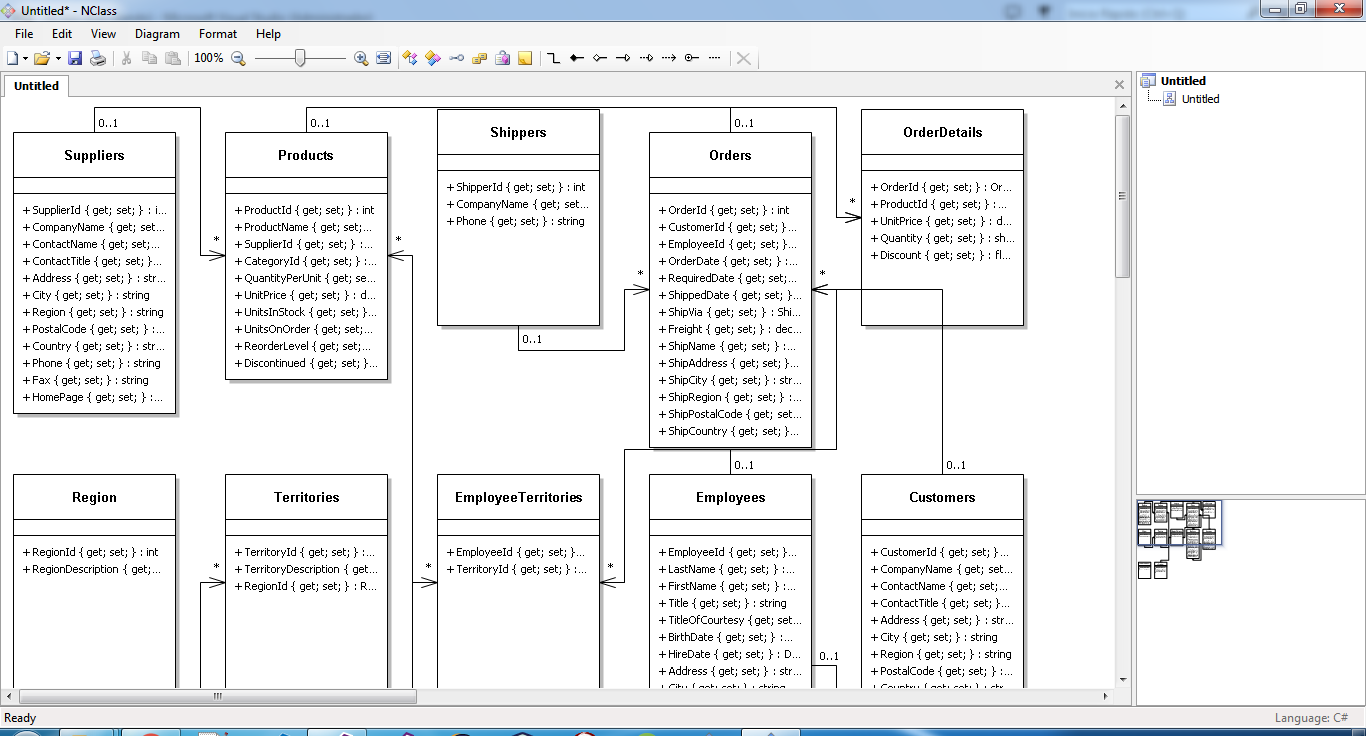 Untitled* - NClass
File Edit View Diagram Format Help
100%
Untitled
0..1
Suppliers
+ SupplierId { get; set; } : i...
+ CompanyName { get; set...
+ ContactName { get; set;...
+ ContactTitle { get; set; }...
+ Address { get; set; } : str...
+ City { get; set; } : string
+ Region { get; set; } : string
+ PostalCode { get; set; } :...
+ Country { get; set; } : str...
+ Phone { get; set; } : string
+ Fax { get; set; } : string
+ HomePage { get; set; } :...
*
0..1
Products
+ ProductId { get; set; } : int
+ ProductName { get; set;...
+ SupplierId { get; set; } :...
+ CategoryId { get; set; } :...
+ QuantityPerUnit { get; se...
+ UnitPrice { get; set; } : d...
+ UnitsInStock { get; set; }...
+ UnitsOnOrder { get; set;...
+ ReorderLevel { get; set;...
+ Discontinued { get; set; }...
*
Shippers
+ ShipperId { get; set; } : int
+ CompanyName { get; set...
+ Phone { get; set; } : string
0..1
*
0..1
Orders
+ OrderId { get; set; } : int
+ CustomerId { get; set; }...
+ EmployeeId { get; set; }...
+ OrderDate { get; set; } :...
+ RequiredDate { get; set;...
+ ShippedDate { get; set; }...
+ ShipVia { get; set; } : Shi...
+ Freight { get; set; } : dec...
+ ShipName { get; set; } :...
+ ShipAddress { get; set; }...
+ ShipCity { get; set; } : str...
+ ShipRegion { get; set; } :...
+ ShipPostalCode { get; set...
+ ShipCountry { get; set; }...
*
*
OrderDetails
+ OrderId { get; set; } : Or...
+ ProductId { get; set; } :...
+ UnitPrice { get; set; } : d...
+ Quantity { get; set; } : sh...
+ Discount { get; set; } : fl...
Region
+ RegionId { get; set; } : int
+ RegionDescription { get;...
*
Territories
+ TerritoryId { get; set; } :...
+ TerritoryDescription { get...
+ RegionId { get; set; } : R...
*
EmployeeTerritories
+ EmployeeId { get; set; }...
+ TerritoryId { get; set; } :...
*
0..1
Employees
+ EmployeeId { get; set; }...
+ LastName { get; set; } :...
+ FirstName { get; set; } :...
+ Title { get; set; } : string
+ TitleOfCourtesy { get; set...
+ BirthDate { get; set; } :...
+ HireDate { get; set; } : D...
+ Address { get; set; } : str...
+ City { get; set; } : string
0..1
0..1
Customers
+ CustomerId { get; set; }...
+ CompanyName { get; set...
+ ContactName { get; set;...
+ ContactTitle { get; set; }...
+ Address { get; set; } : str...
+ City { get; set; } : string
+ Region { get; set; } : string
+ PostalCode { get; set; } :...
+ Country { get; set; } : str...
Untitled
Untitled
Ready
Language: C#